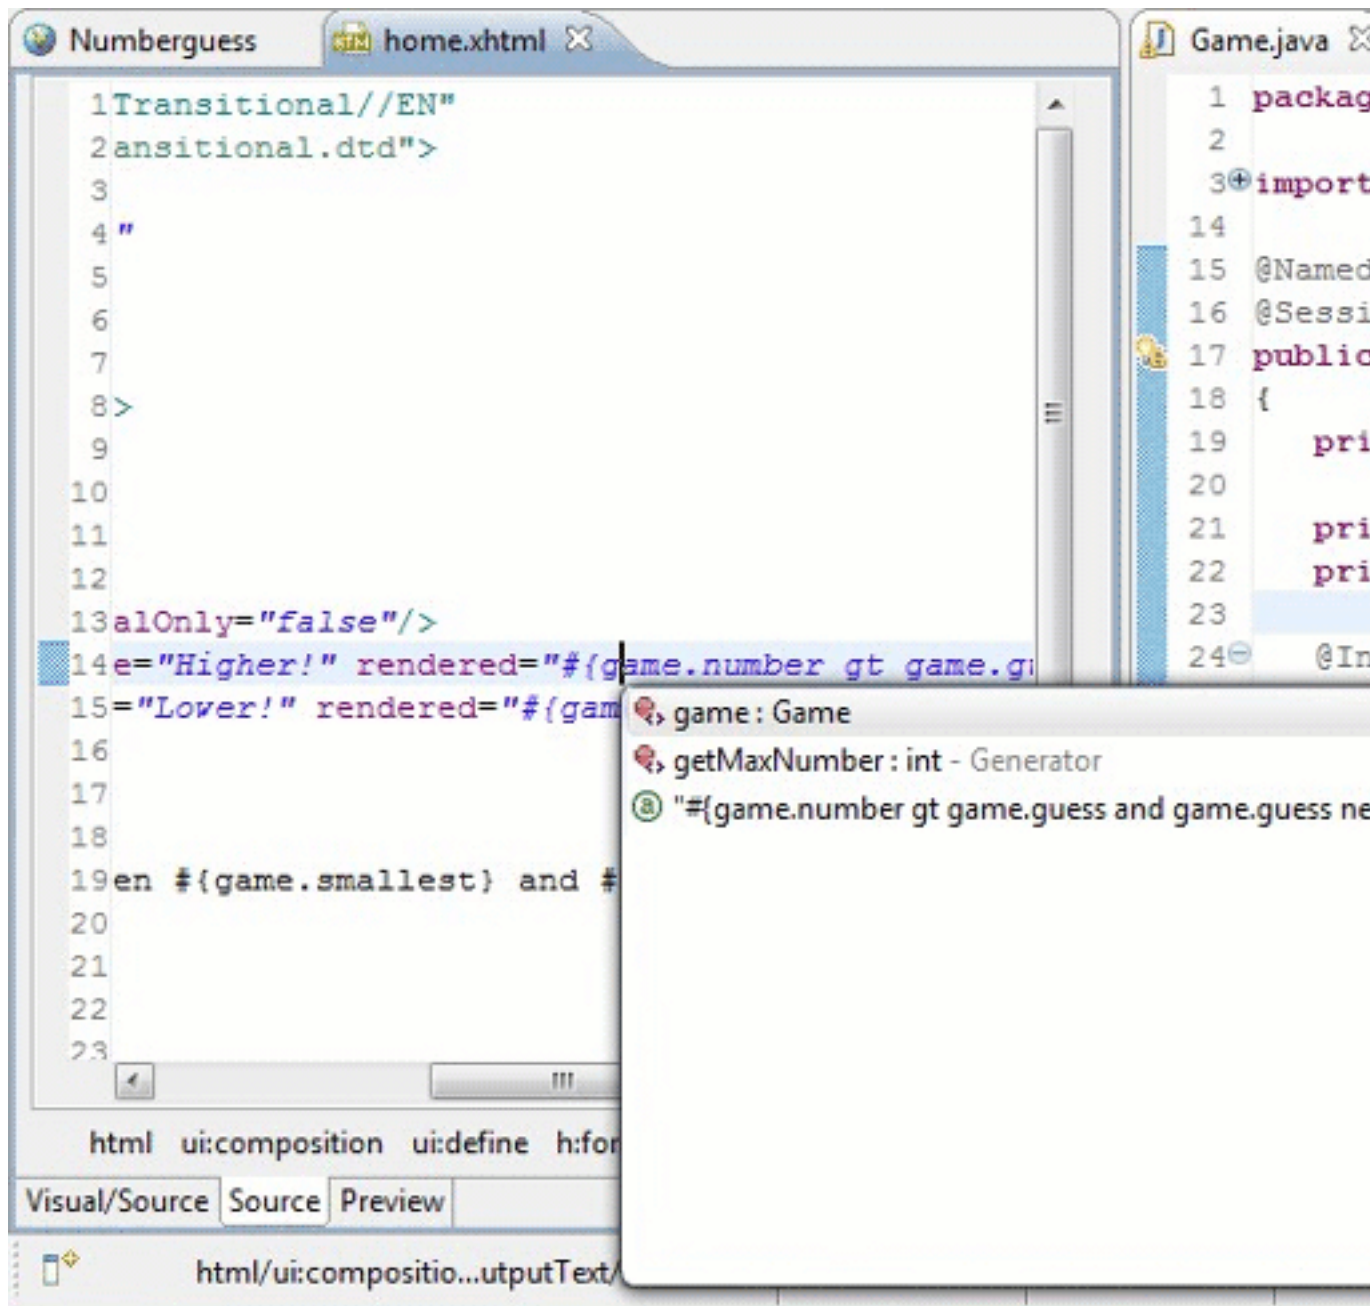 Numberguess home.xhtml
1 Transitional//EN"
2 ansitional.dtd">
3
4 "
5
6
7
8 >
9
10
11
12
13 alOnly="false"/>
14 e="Higher!" rendered="#{game.number gt game.gu
15 ="Lower!" rendered="#{gam
16
17
18
19 en #{game.smallest} and #
20
21
22
23
game : Game
getMaxNumber : int - Generator
"#{game.number gt game.guess and game.guess ne
html ui:composition ui:define h:for
Visual/Source Source Preview
html/ui:compositio...utputText/
Game.java
1 packag
2
3 import
14
15 @Named
16 @Sessi
17 public
18 {
19 pri
20
21 pri
22 pri
23
24 @In